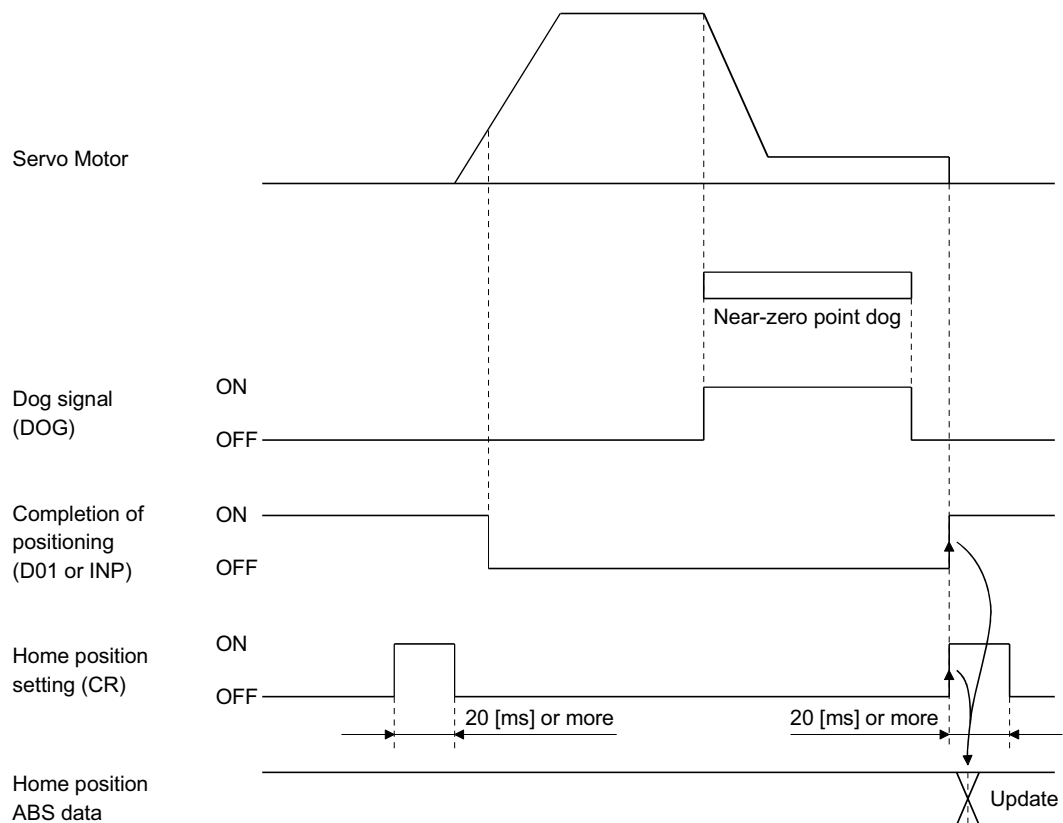 Servo Motor
Near-zero point dog
Dog signal
(DOG)
ON
OFF
Completion of
positioning
(D01 or INP)
ON
OFF
Home position
setting (CR)
ON
OFF
20 [ms] or more
20 [ms] or more
Home position
ABS data
Update